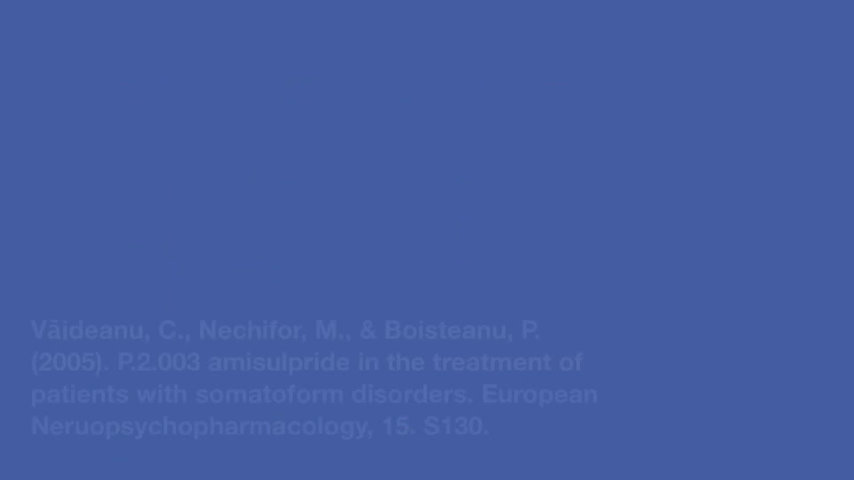 Văideanu, C., Nechifor, M., & Boisteanu, P.
(2005). P.2.003 amisulpride in the treatment of
patients with somatoform disorders. European
Neruopsychopharmacology, 15. S130.